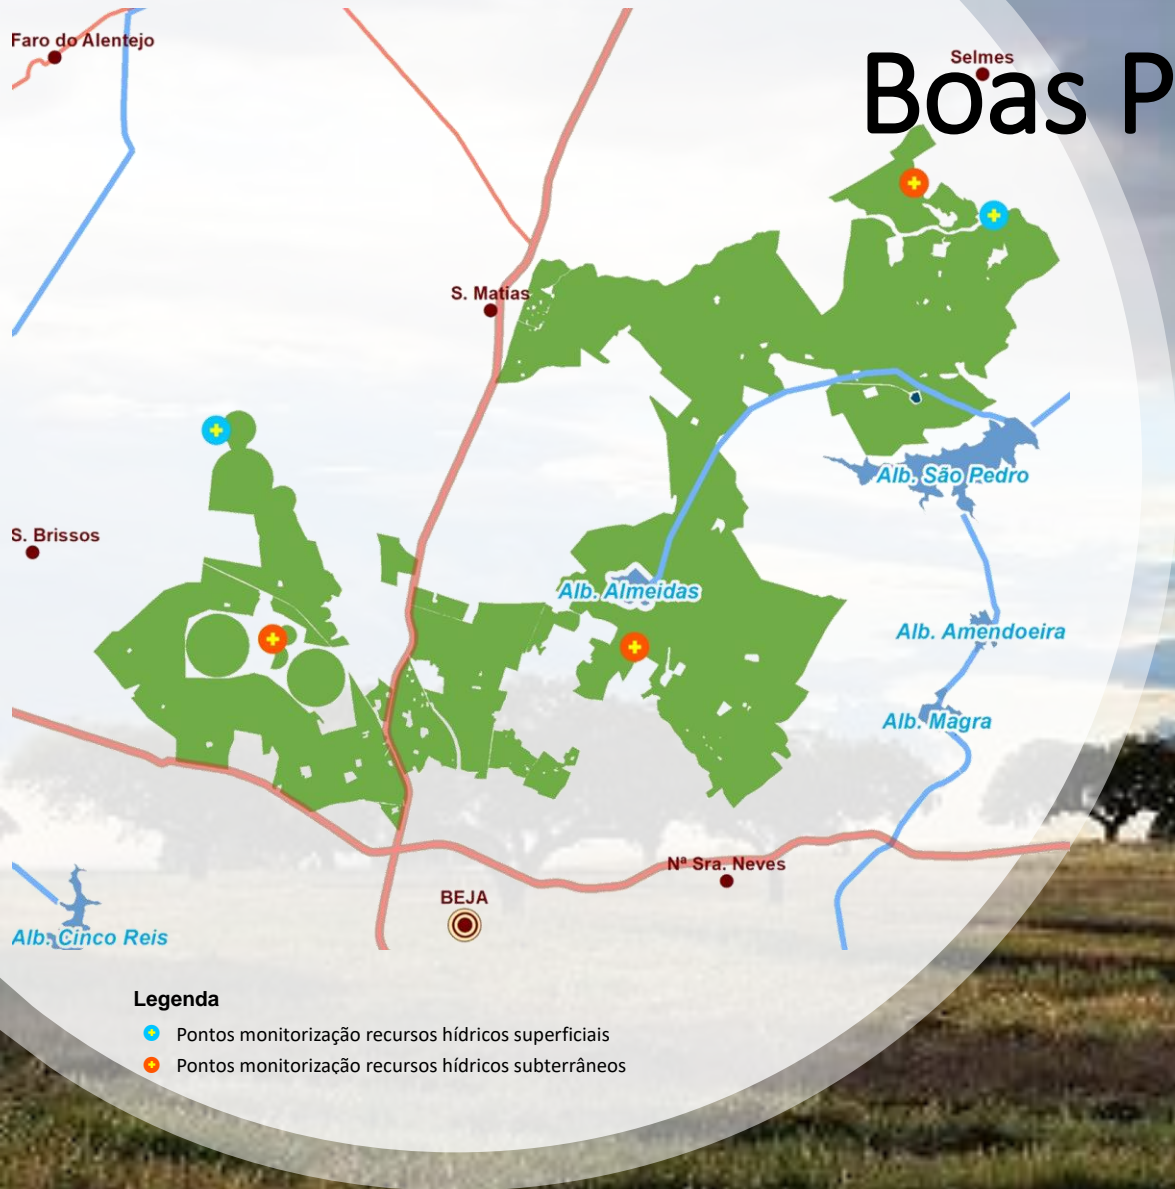 Faro do Alentejo
Selmes
Boas P
S. Matias
Alb. São Pedro
S. Brissos
Alb. Almeidas
Alb. Amendoeira
Alb. Magra
Nª Sra. Neves
BEJA
Alb. Cinco Reis
Legenda
Pontos monitorização recursos hídricos superficiais
Pontos monitorização recursos hídricos subterrâneos